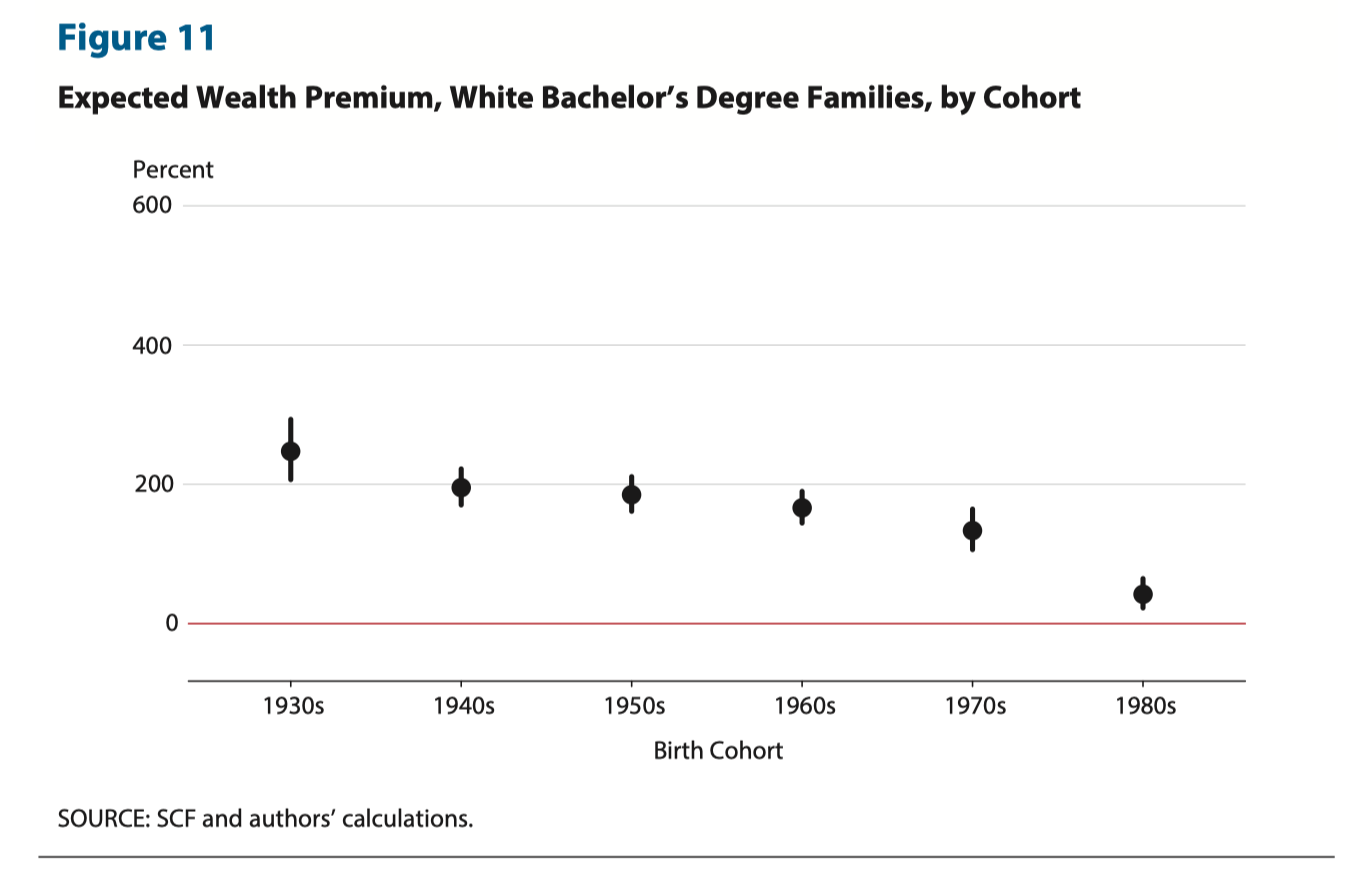 Figure 11
Expected Wealth Premium, White Bachelor’s Degree Families, by Cohort
Percent
600
400
200
0
1930s 1940s 1950s 1960s 1970s 1980s
Birth Cohort
SOURCE: SCF and authors’ calculations.